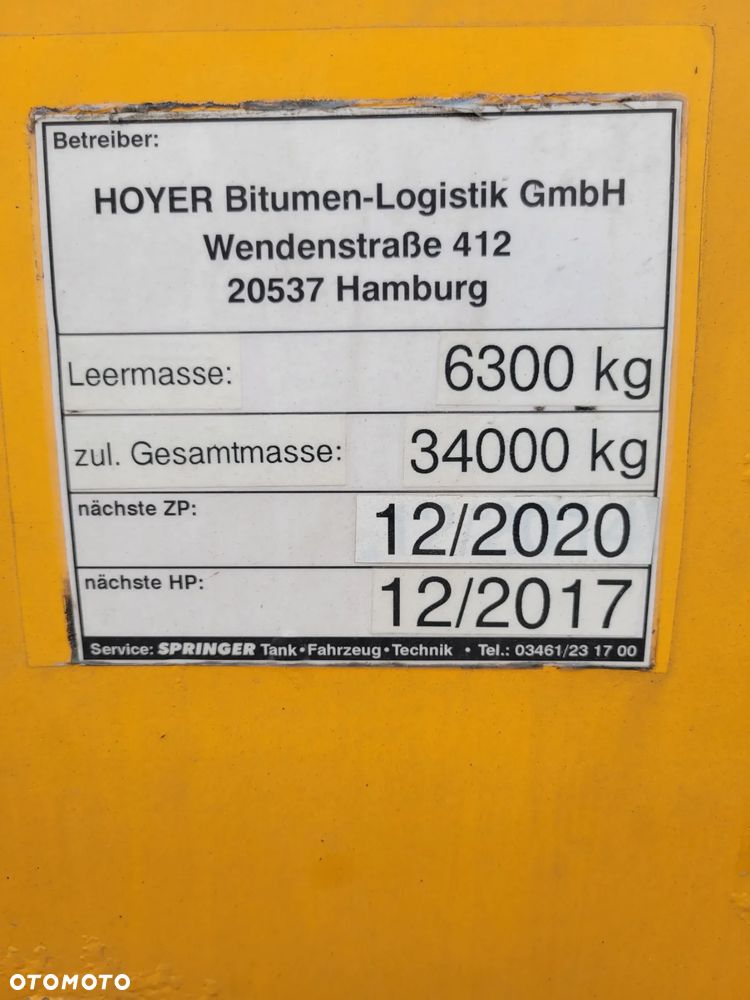 Betreiber:
HOYER Bitumen-Logistik GmbH
Wendenstraße 412
20537 Hamburg
Leermasse: 6300 kg
zul. Gesamtmasse: 34000 kg
nächste ZP: 12/2020
nächste HP: 12/2017
Service: SPRINGER Tank•Fahrzeug•Technik • Tel.: 03461/23 17 00
OTOMOTO